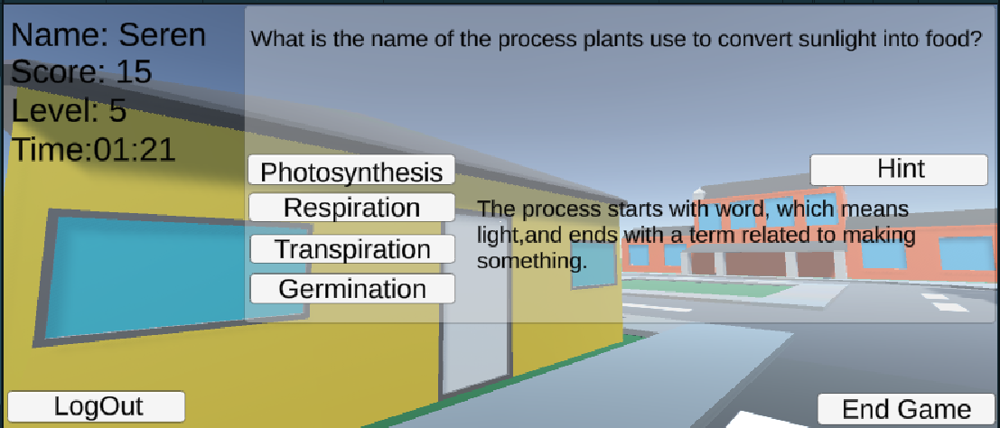 Name: Seren
Score: 15
Level: 5
Time:01:21
What is the name of the process plants use to convert sunlight into food?
Photosynthesis
Respiration
Transpiration
Germination
Hint
The process starts with word, which means
light,and ends with a term related to making
something.
LogOut
End Game